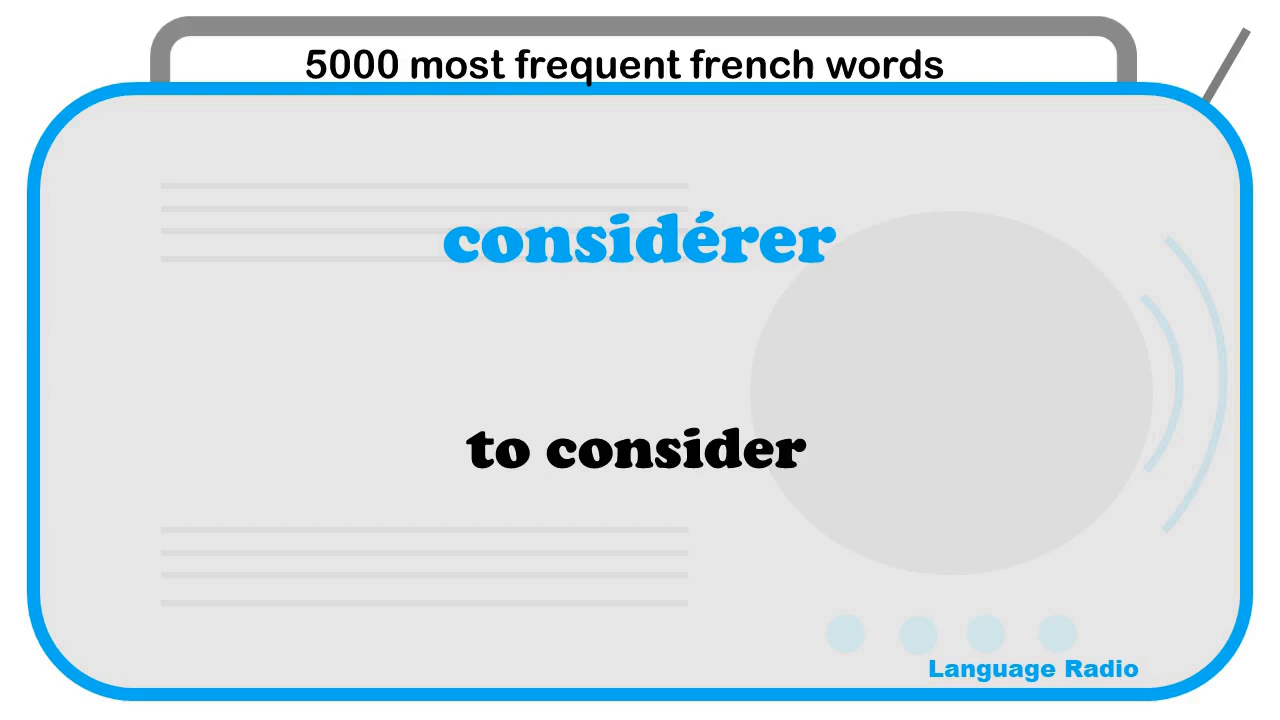 5000 most frequent french words
considérer
to consider
Language Radio